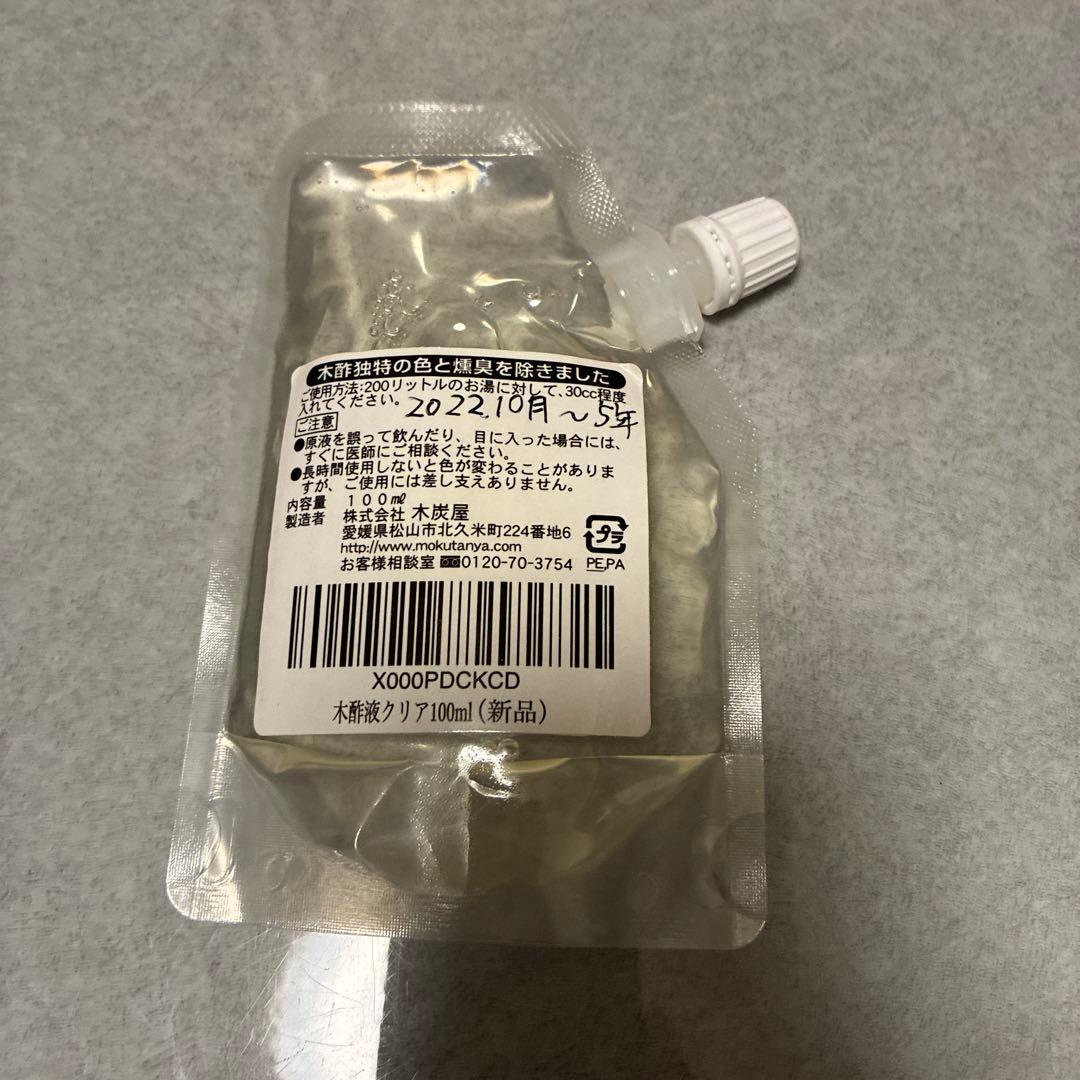 木酢独特の色と燻臭を除きました
ご使用方法:200リットルのお湯に対して、30cc程度
入れてください。
2022.10月〜5年
ご注意
●原液を誤って飲んだり、目に入った場合には、
すぐに医師にご相談ください。
●長時間使用しないと色が変わることがありま
すが、ご使用には差し支えありません。
内容量 100㎖
製造者 株式会社 木炭屋
愛媛県松山市北久米町224番地6
http://www.mokutanya.com
お客様相談室 0120-70-3754
プラ
PE,PA
X000PDCKCD
木酢液クリア100ml(新品)